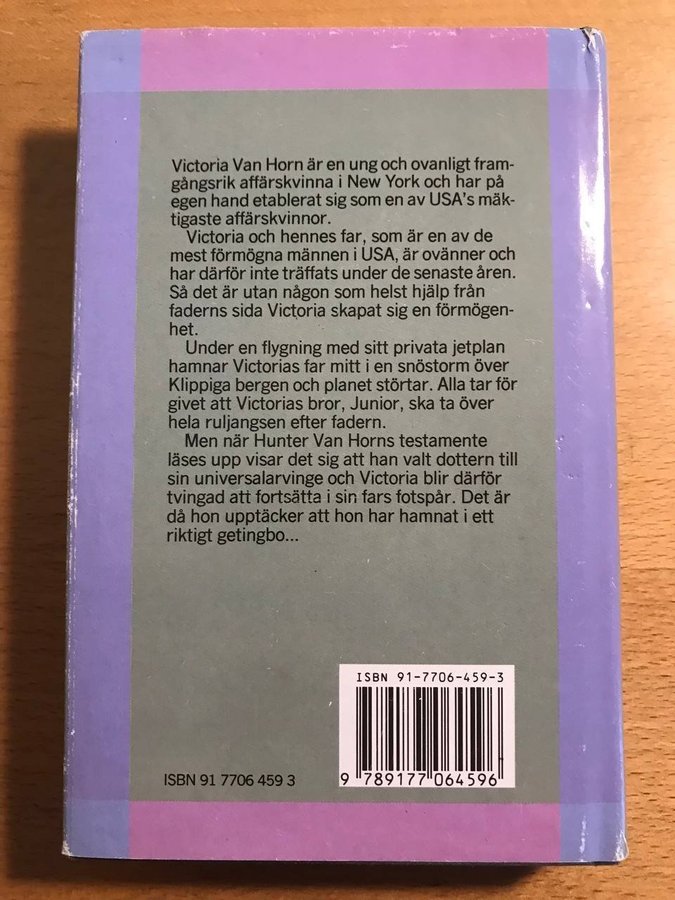 Victoria Van Horn är en ung och ovanligt fram-
gångsrik affärskvinna i New York och har på
egen hand etablerat sig som en av USA's mäk-
tigaste affärskvinnor.
Victoria och hennes far, som är en av de
mest förmögna männen i USA, är ovänner och
har därför inte träffats under de senaste åren.
Så det är utan någon som helst hjälp från
faderns sida Victoria skapat sig en förmögen-
het.
Under en flygning med sitt privata jetplan
hamnar Victorias far mitt i en snöstorm över
Klippiga bergen och planet störtar. Alla tar för
givet att Victorias bror, Junior, ska ta över
hela ruljangsen efter fadern.
Men när Hunter Van Horns testamente
läses upp visar det sig att han valt dottern till
sin universalarvinge och Victoria blir därför
tvingad att fortsätta i sin fars fotspår. Det är
då hon upptäcker att hon har hamnat i ett
riktigt getingbo...
ISBN 91-7706-459-3
9 789177 064596
ISBN 91 7706 459 3